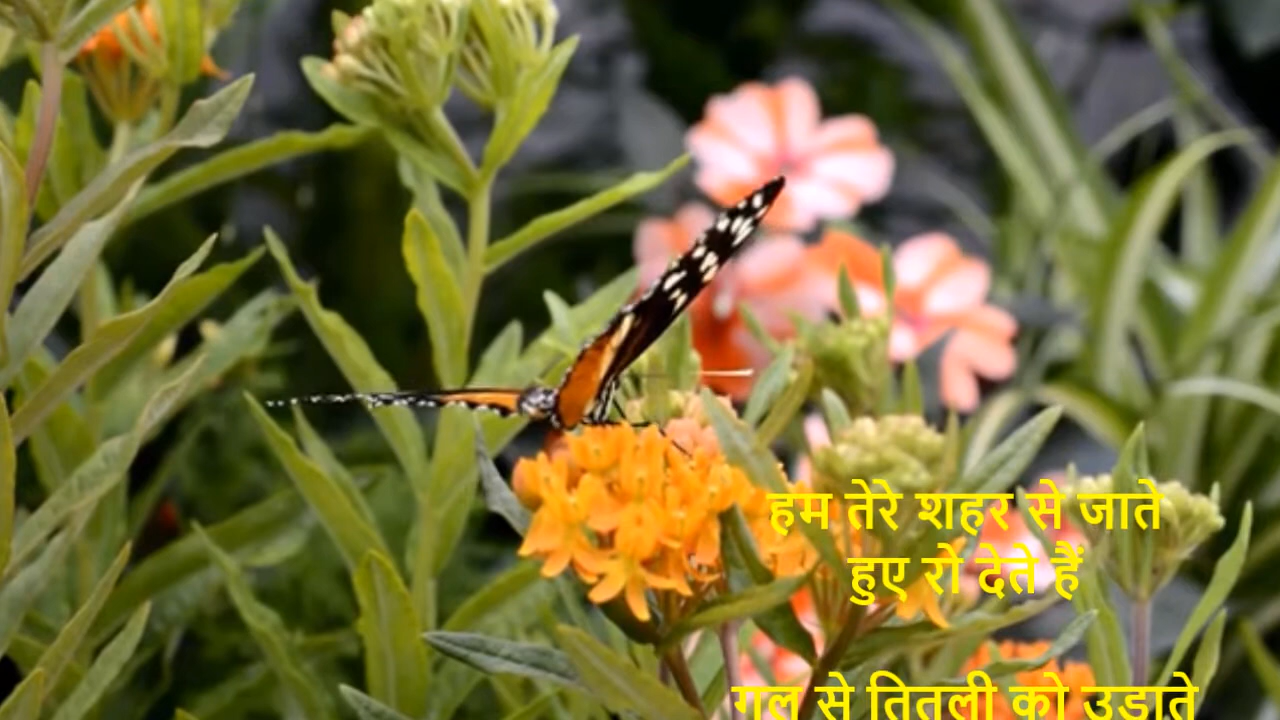 हम तेरे शहर से जाते
हुए रो देते हैं
गुल से तितली को उड़ाते